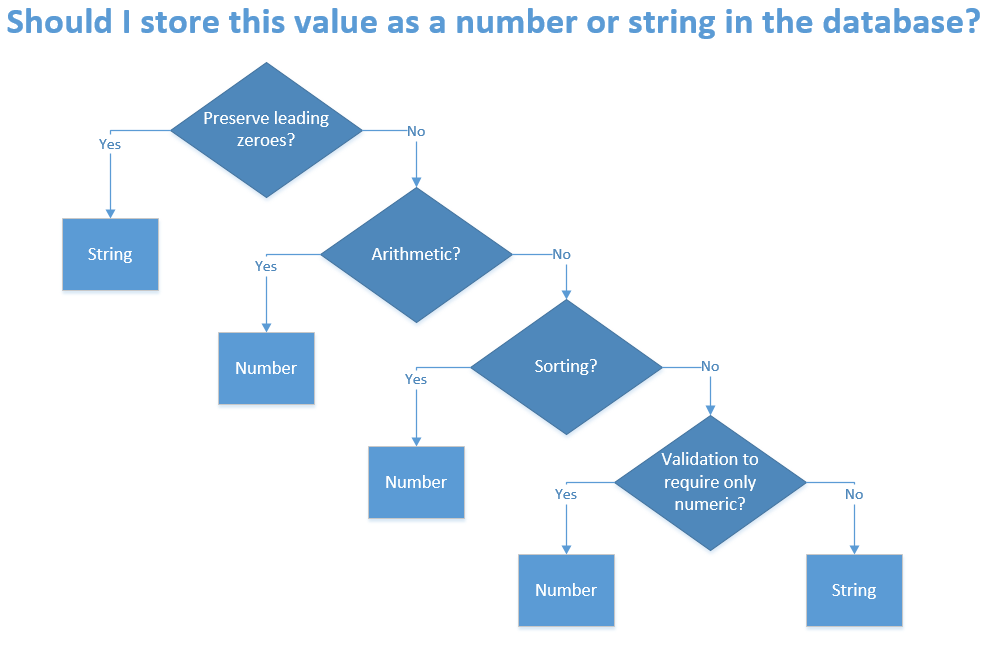 Should I store this value as a number or string in the database?
Preserve leading
zeroes?
Yes
No
String
Arithmetic?
Yes
No
Number
Sorting?
Yes
No
Number
Validation to
require only
numeric?
Yes
No
Number
String